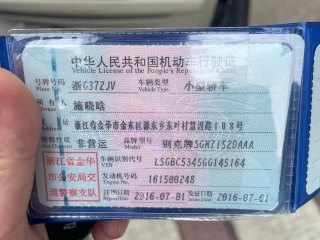 中华人民共和国机动车行驶证
Vehicle License of the People's Republic of China
号牌号码 浙G372JV 车辆类型 小型轿车
Plate No. Vehicle Type
所有人 施晓晗
Owner
住址 浙江省金华市金东区源东乡东叶村慧园路108号
使用性质 非营运 品牌型号 别克牌SGM7152DAAA
Model
浙江省金华 车辆识别代号 LSGBC5345GG145164
VIN
市公安局交 发动机号码 161500248
Engine No.
通警察支队 注册日期 2016-07-01 发证日期 2016-07-01
Register Date Issue Date